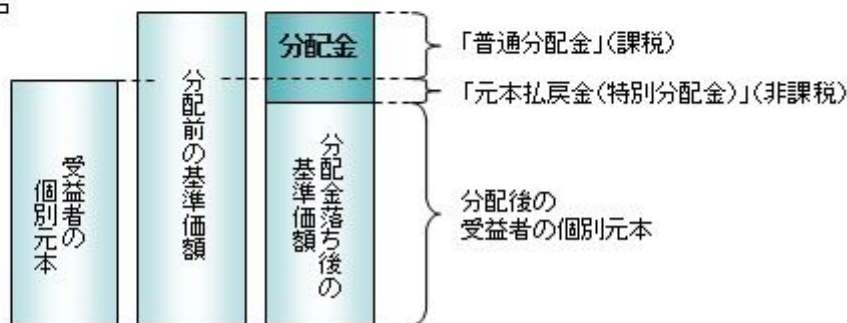 受益者の
個別元本
分配前の基準価額
分配金
分配金落ち後の
基準価額
「普通分配金」(課税)
「元本払戻金(特別分配金)」(非課税)
分配後の
受益者の個別元本